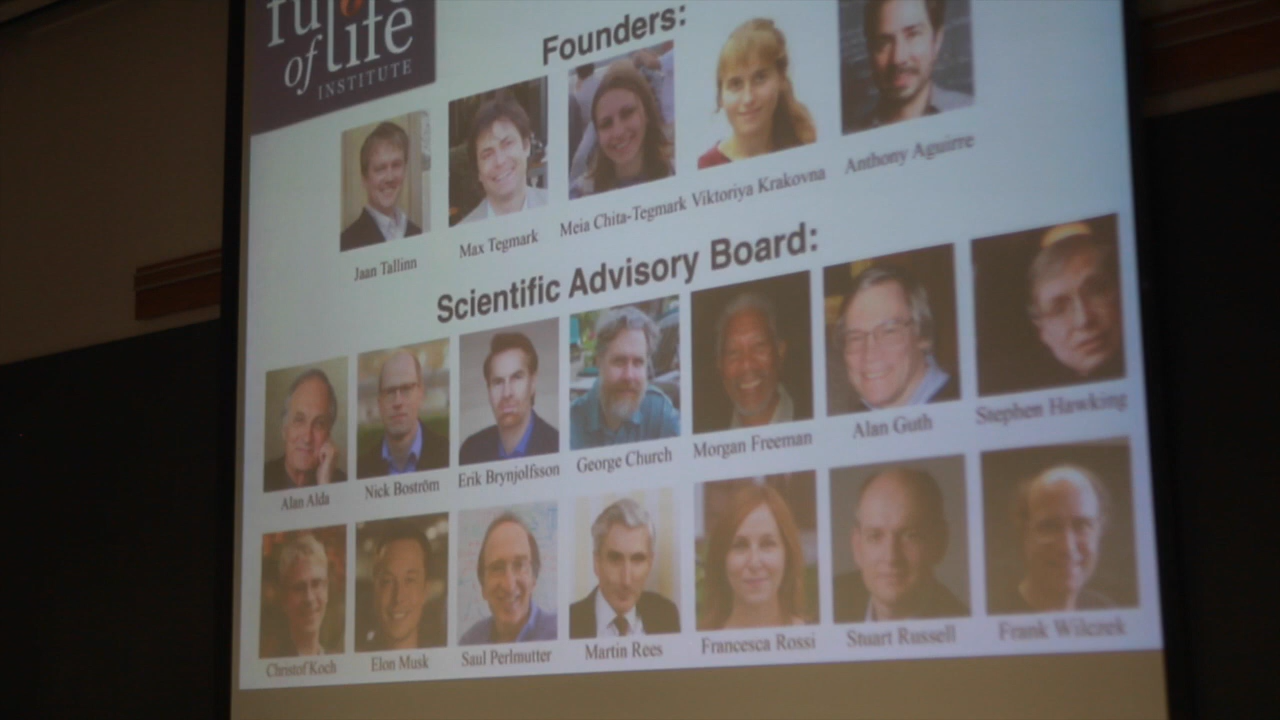 future
of life
INSTITUTE
Founders:
Jaan Tallinn
Max Tegmark
Meia Chita-Tegmark
Viktoriya Krakovna
Anthony Aguirre
Scientific Advisory Board:
Alan Alda
Nick Boström
Erik Brynjolfsson
George Church
Morgan Freeman
Alan Guth
Stephen Hawking
Christof Koch
Elon Musk
Saul Perlmutter
Martin Rees
Francesca Rossi
Stuart Russell
Frank Wilczek